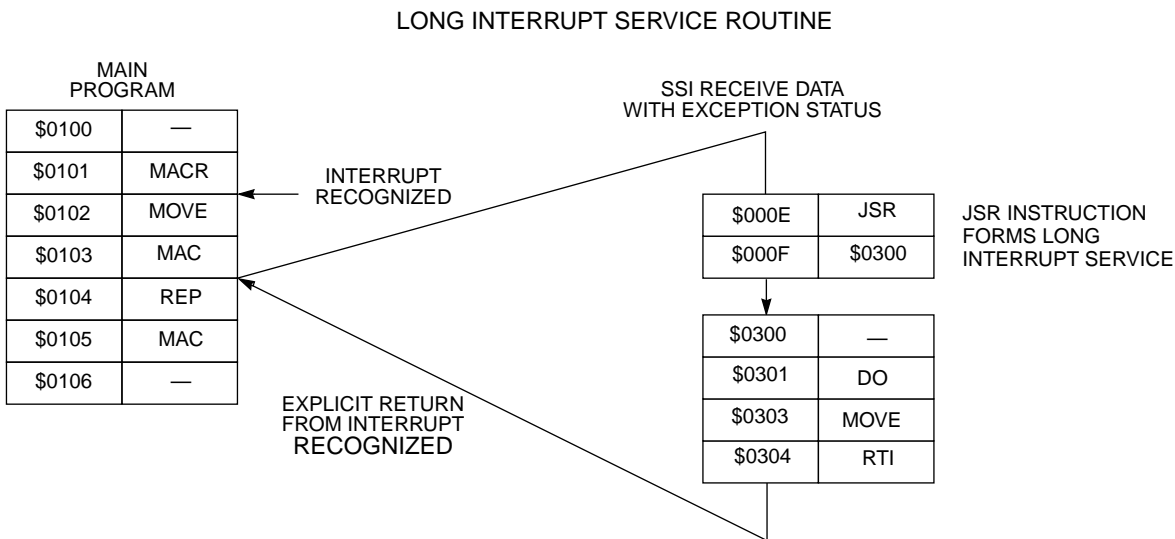 LONG INTERRUPT SERVICE ROUTINE
MAIN
PROGRAM
$0100 —
$0101 MACR
$0102 MOVE
$0103 MAC
$0104 REP
$0105 MAC
$0106 —
INTERRUPT
RECOGNIZED
EXPLICIT RETURN
FROM INTERRUPT
RECOGNIZED
SSI RECEIVE DATA
WITH EXCEPTION STATUS
$000E JSR
$000F $0300
JSR INSTRUCTION
FORMS LONG
INTERRUPT SERVICE
$0300 —
$0301 DO
$0303 MOVE
$0304 RTI